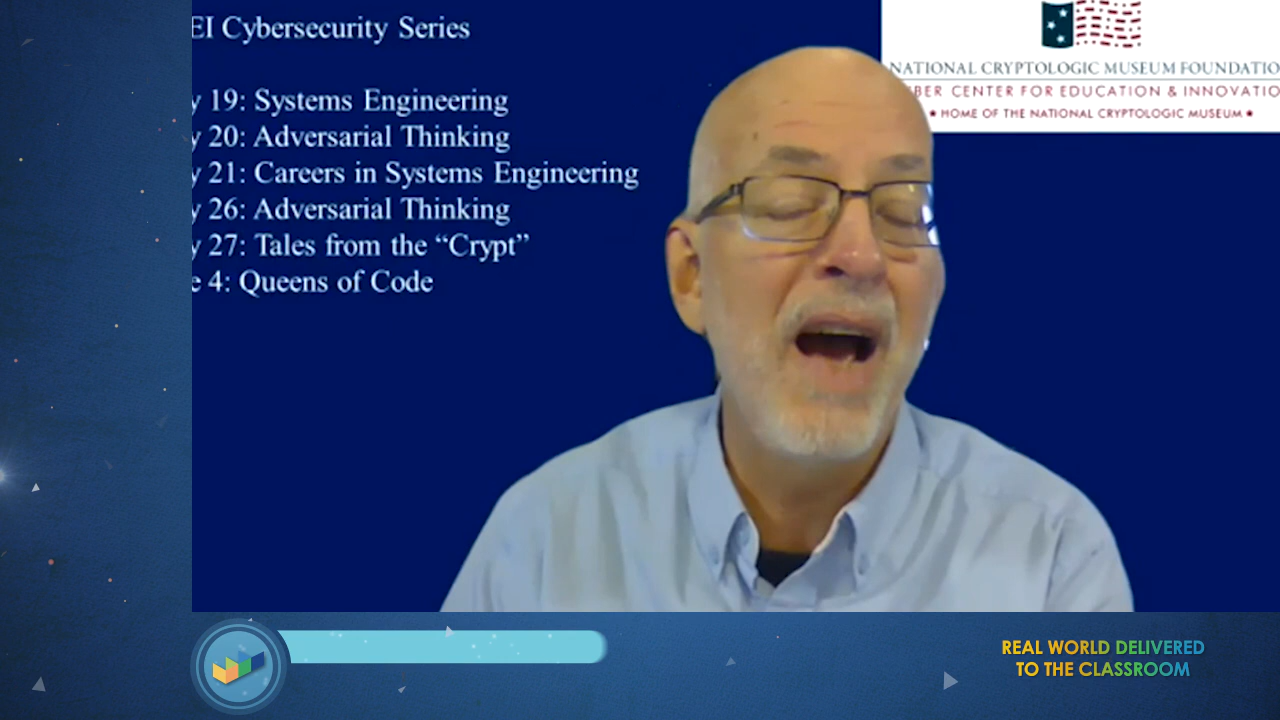 EI Cybersecurity Series
y 19: Systems Engineering
y 20: Adversarial Thinking
y 21: Careers in Systems Engineering
y 26: Adversarial Thinking
y 27: Tales from the “Crypt”
e 4: Queens of Code
NATIONAL CRYPTOLOGIC MUSEUM FOUNDATIO
BER CENTER FOR EDUCATION & INNOVATIO
★ HOME OF THE NATIONAL CRYPTOLOGIC MUSEUM ★
REAL WORLD DELIVERED
TO THE CLASSROOM